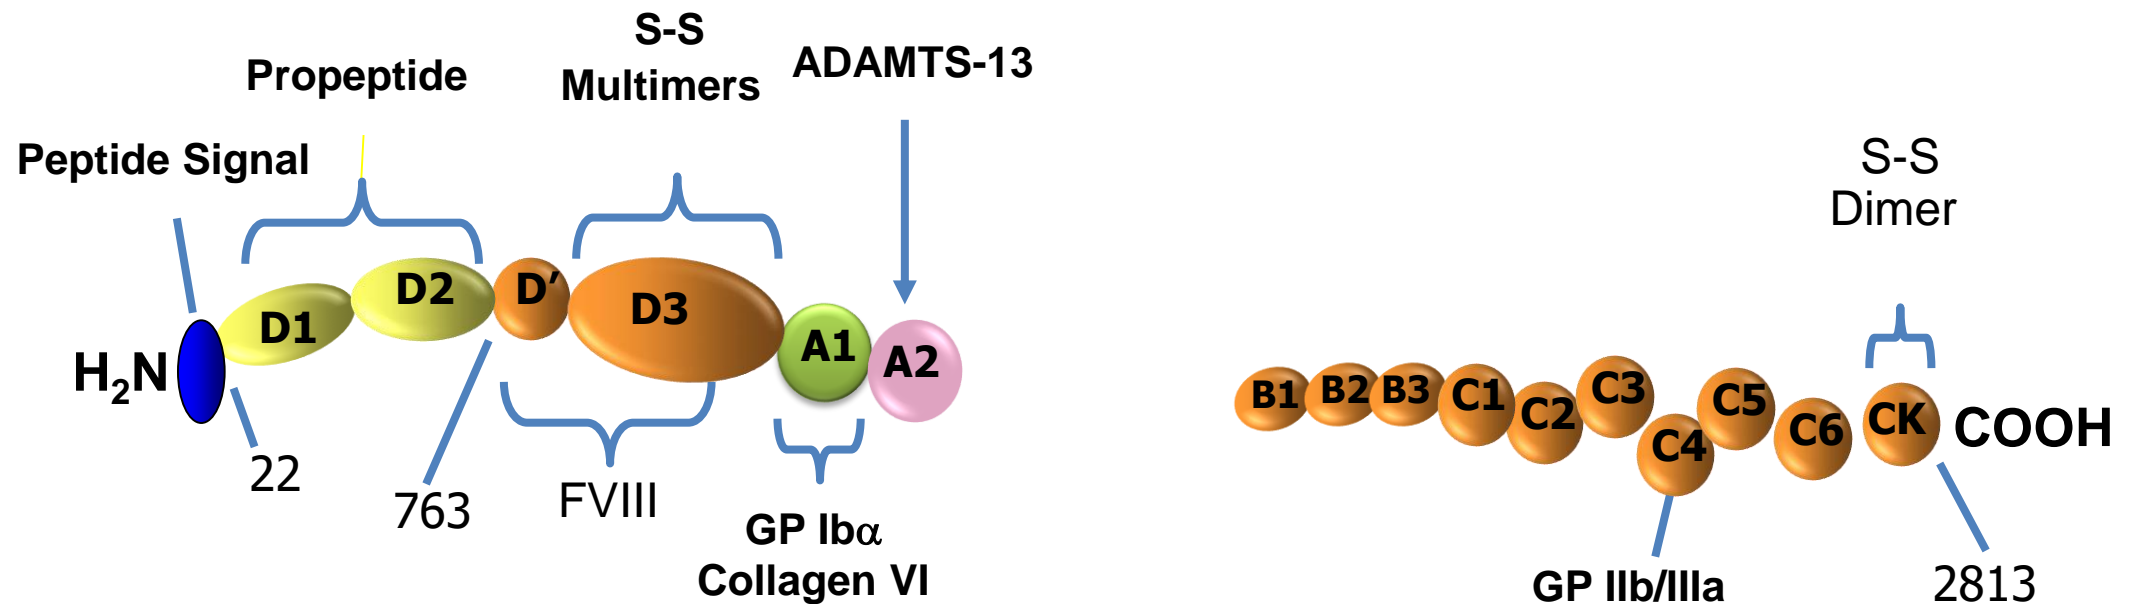 S-S
Multimers
ADAMTS-13
Propeptide
Peptide Signal
S-S
Dimer
H₂N
D1
D2
D′
D3
A1
A2
B1
B2
B3
C1
C2
C3
C4
C5
C6
CK
COOH
22
763
FVIII
GP Ibα
Collagen VI
GP IIb/IIIa
2813